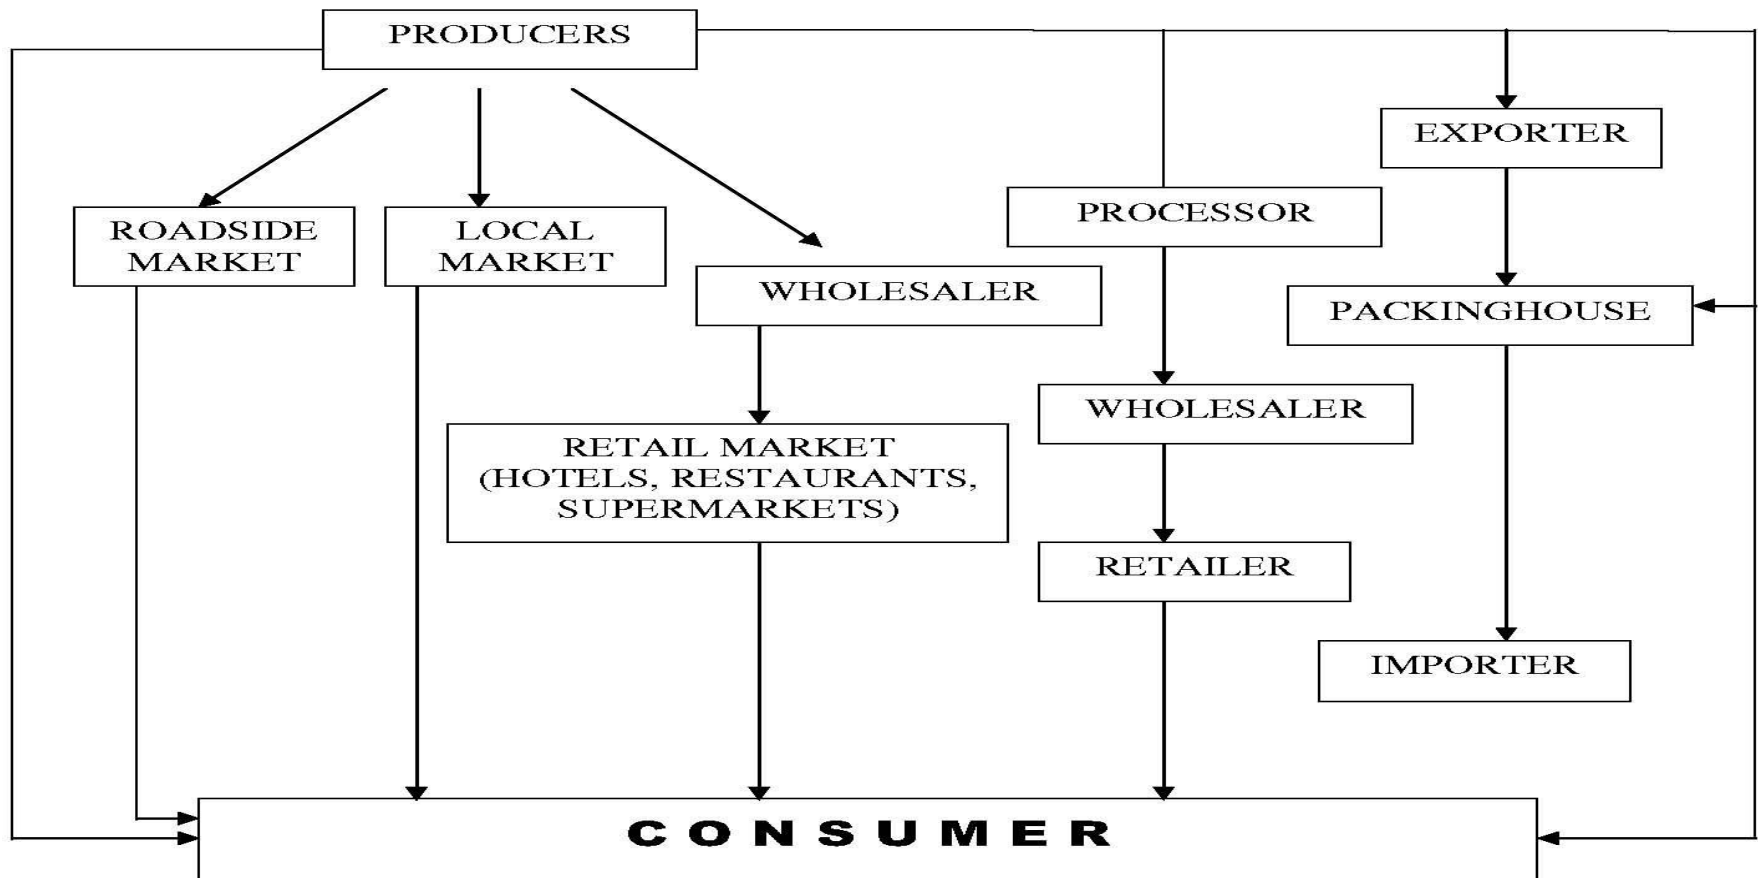 PRODUCERS
EXPORTER
PROCESSOR
ROADSIDE
MARKET
LOCAL
MARKET
WHOLESALER
PACKINGHOUSE
WHOLESALER
RETAIL MARKET
(HOTELS, RESTAURANTS,
SUPERMARKETS)
RETAILER
IMPORTER
CONSUMER